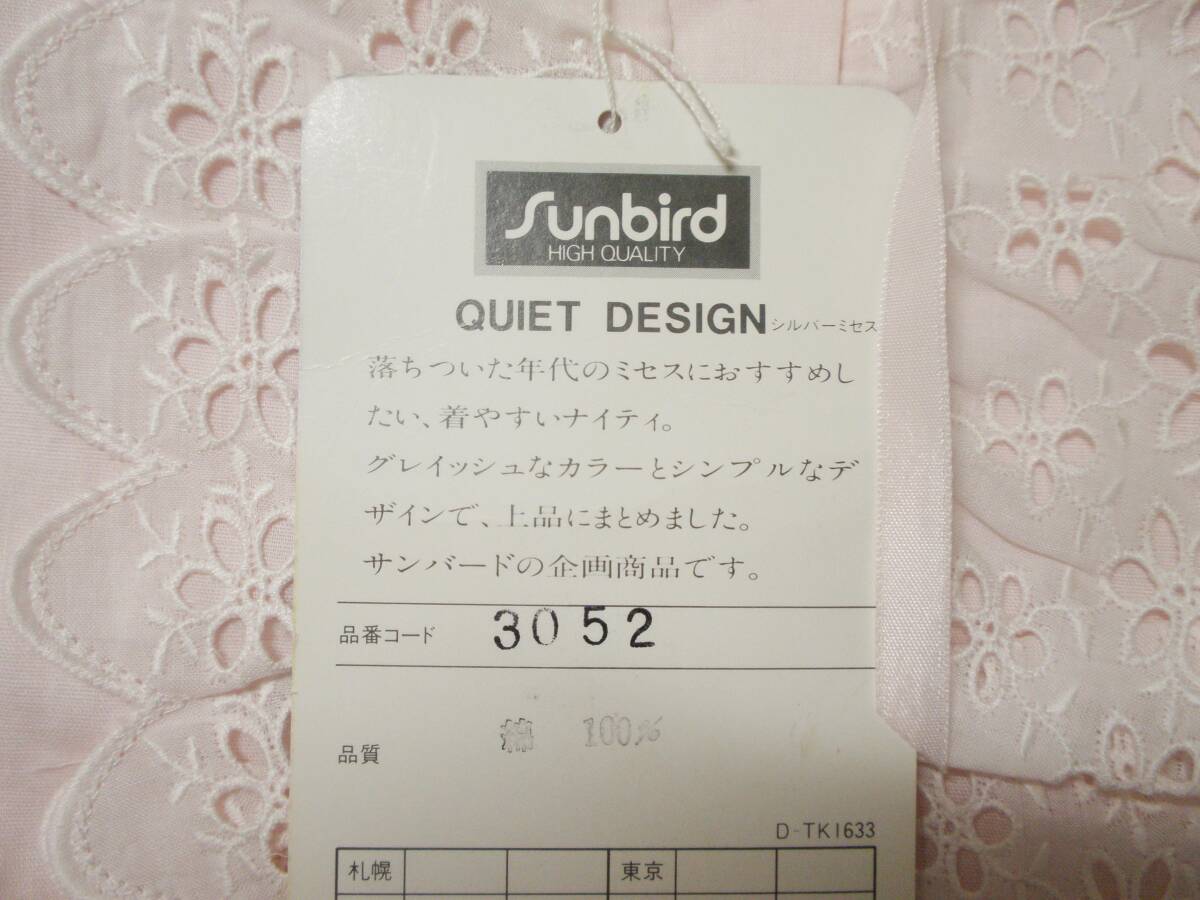 Sunbird
HIGH QUALITY
QUIET DESIGN シルバーミセス
落ちついた年代のミセスにおすすめし
たい、着やすいナイティ。
グレイッシュなカラーとシンプルなデ
ザインで、上品にまとめました。
サンバードの企画商品です。
品番コード 3052
品質 綿 100%
D-TK1633
札幌 東京